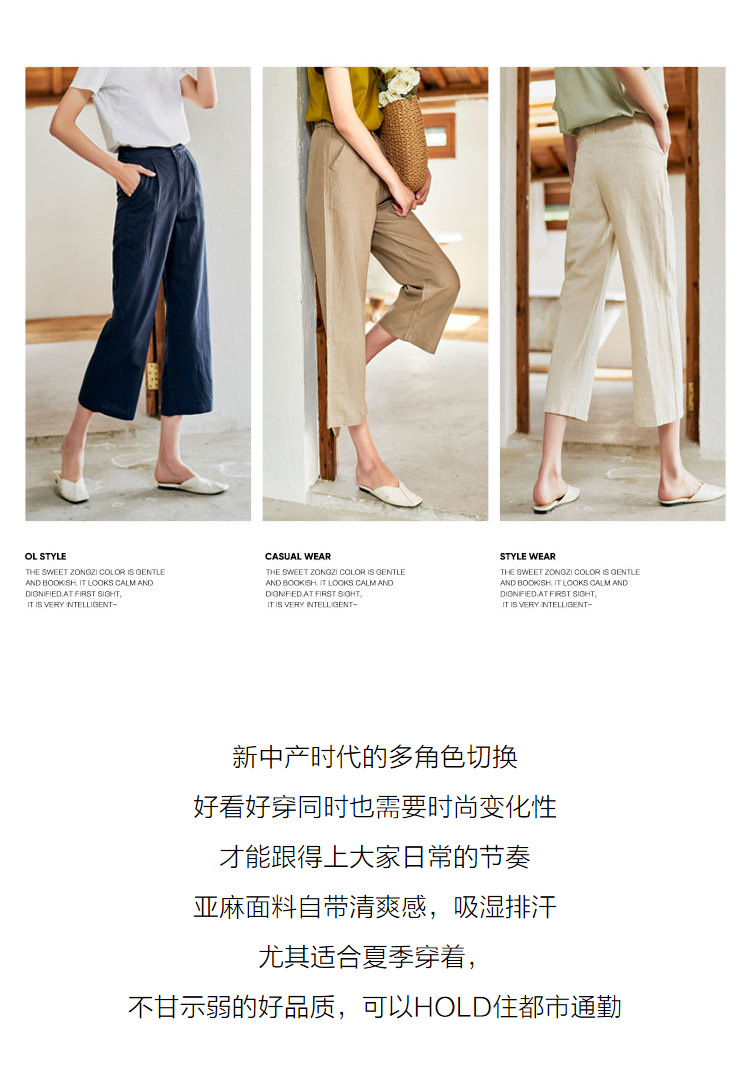 OL STYLE
THE SWEET ZONGZI COLOR IS GENTLE
AND BOOKISH. IT LOOKS CALM AND
DIGNIFIED.AT FIRST SIGHT,
IT IS VERY INTELLIGENT~
CASUAL WEAR
THE SWEET ZONGZI COLOR IS GENTLE
AND BOOKISH. IT LOOKS CALM AND
DIGNIFIED.AT FIRST SIGHT,
IT IS VERY INTELLIGENT~
STYLE WEAR
THE SWEET ZONGZI COLOR IS GENTLE
AND BOOKISH. IT LOOKS CALM AND
DIGNIFIED.AT FIRST SIGHT,
IT IS VERY INTELLIGENT~
新中产时代的多角色切换
好看好穿同时也需要时尚变化性
才能跟得上大家日常的节奏
亚麻面料自带清爽感，吸湿排汗
尤其适合夏季穿着，
不甘示弱的好品质，可以HOLD住都市通勤